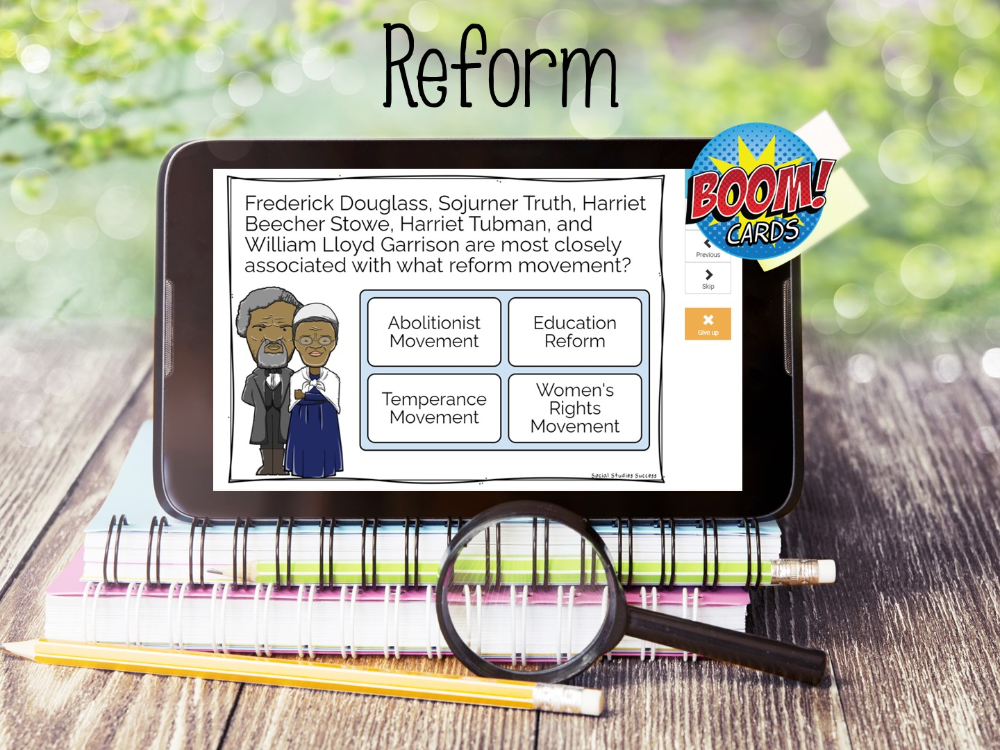 Reform
BOOM!
CARDS
Frederick Douglass, Sojurner Truth, Harriet
Beecher Stowe, Harriet Tubman, and
William Lloyd Garrison are most closely
associated with what reform movement?
Abolitionist
Movement
Education
Reform
Temperance
Movement
Women's
Rights
Movement
Social Studies Success
Previous
Skip
Give up